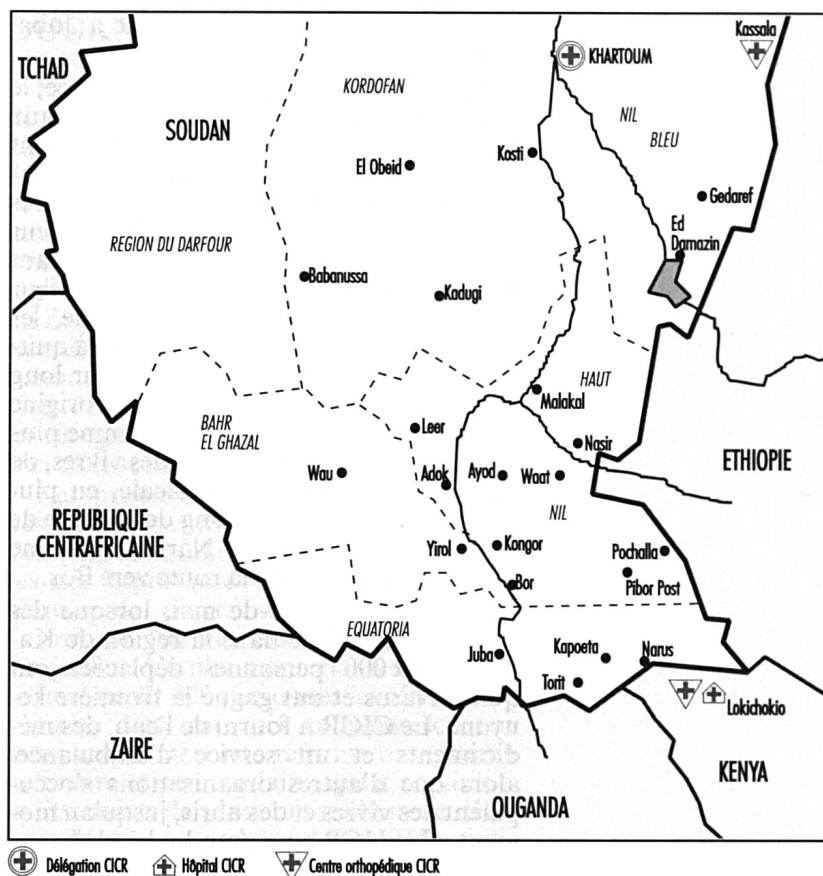 TCHAD
SOUDAN
KORDOFAN
KHARTOUM
Kassala
NIL
BLEU
El Obeid
Kosti
Gedaref
Ed
Damazin
REGION DU DARFOUR
Babanussa
Kadugi
HAUT
BAHR
EL GHAZAL
Malakal
Leer
Nasir
ETHIOPIE
Wau
Adok
Ayod
Waat
NIL
REPUBLIQUE
CENTRAFRICAINE
Yirol
Kongor
Pochalla
Bor
Pibor Post
EQUATORIA
Juba
Kapoeta
Narus
Torit
Lokichokio
ZAIRE
OUGANDA
KENYA
Délégation CICR
Hôpital CICR
Centre orthopédique CICR